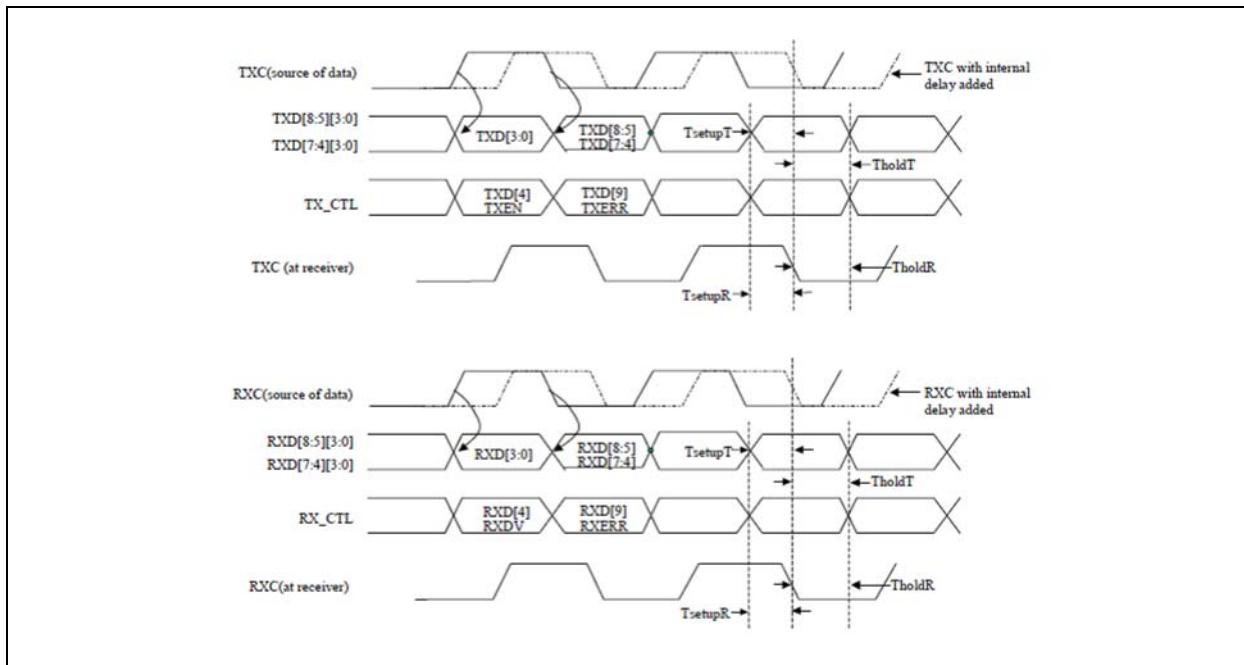 TXC(source of data)
TXC with internal
delay added
TXD[8:5][3:0]
TXD[7:4][3:0]
TXD[3:0]
TXD[8:5]
TXD[7:4]
TsetupT
TholdT
TX_CTL
TXD[4]
TXEN
TXD[9]
TXERR
TXC (at receiver)
TholdR
TsetupR
RXC(source of data)
RXC with internal
delay added
RXD[8:5][3:0]
RXD[7:4][3:0]
RXD[3:0]
RXD[8:5]
RXD[7:4]
TsetupT
TholdT
RX_CTL
RXD[4]
RXDV
RXD[9]
RXERR
RXC(at receiver)
TholdR
TsetupR